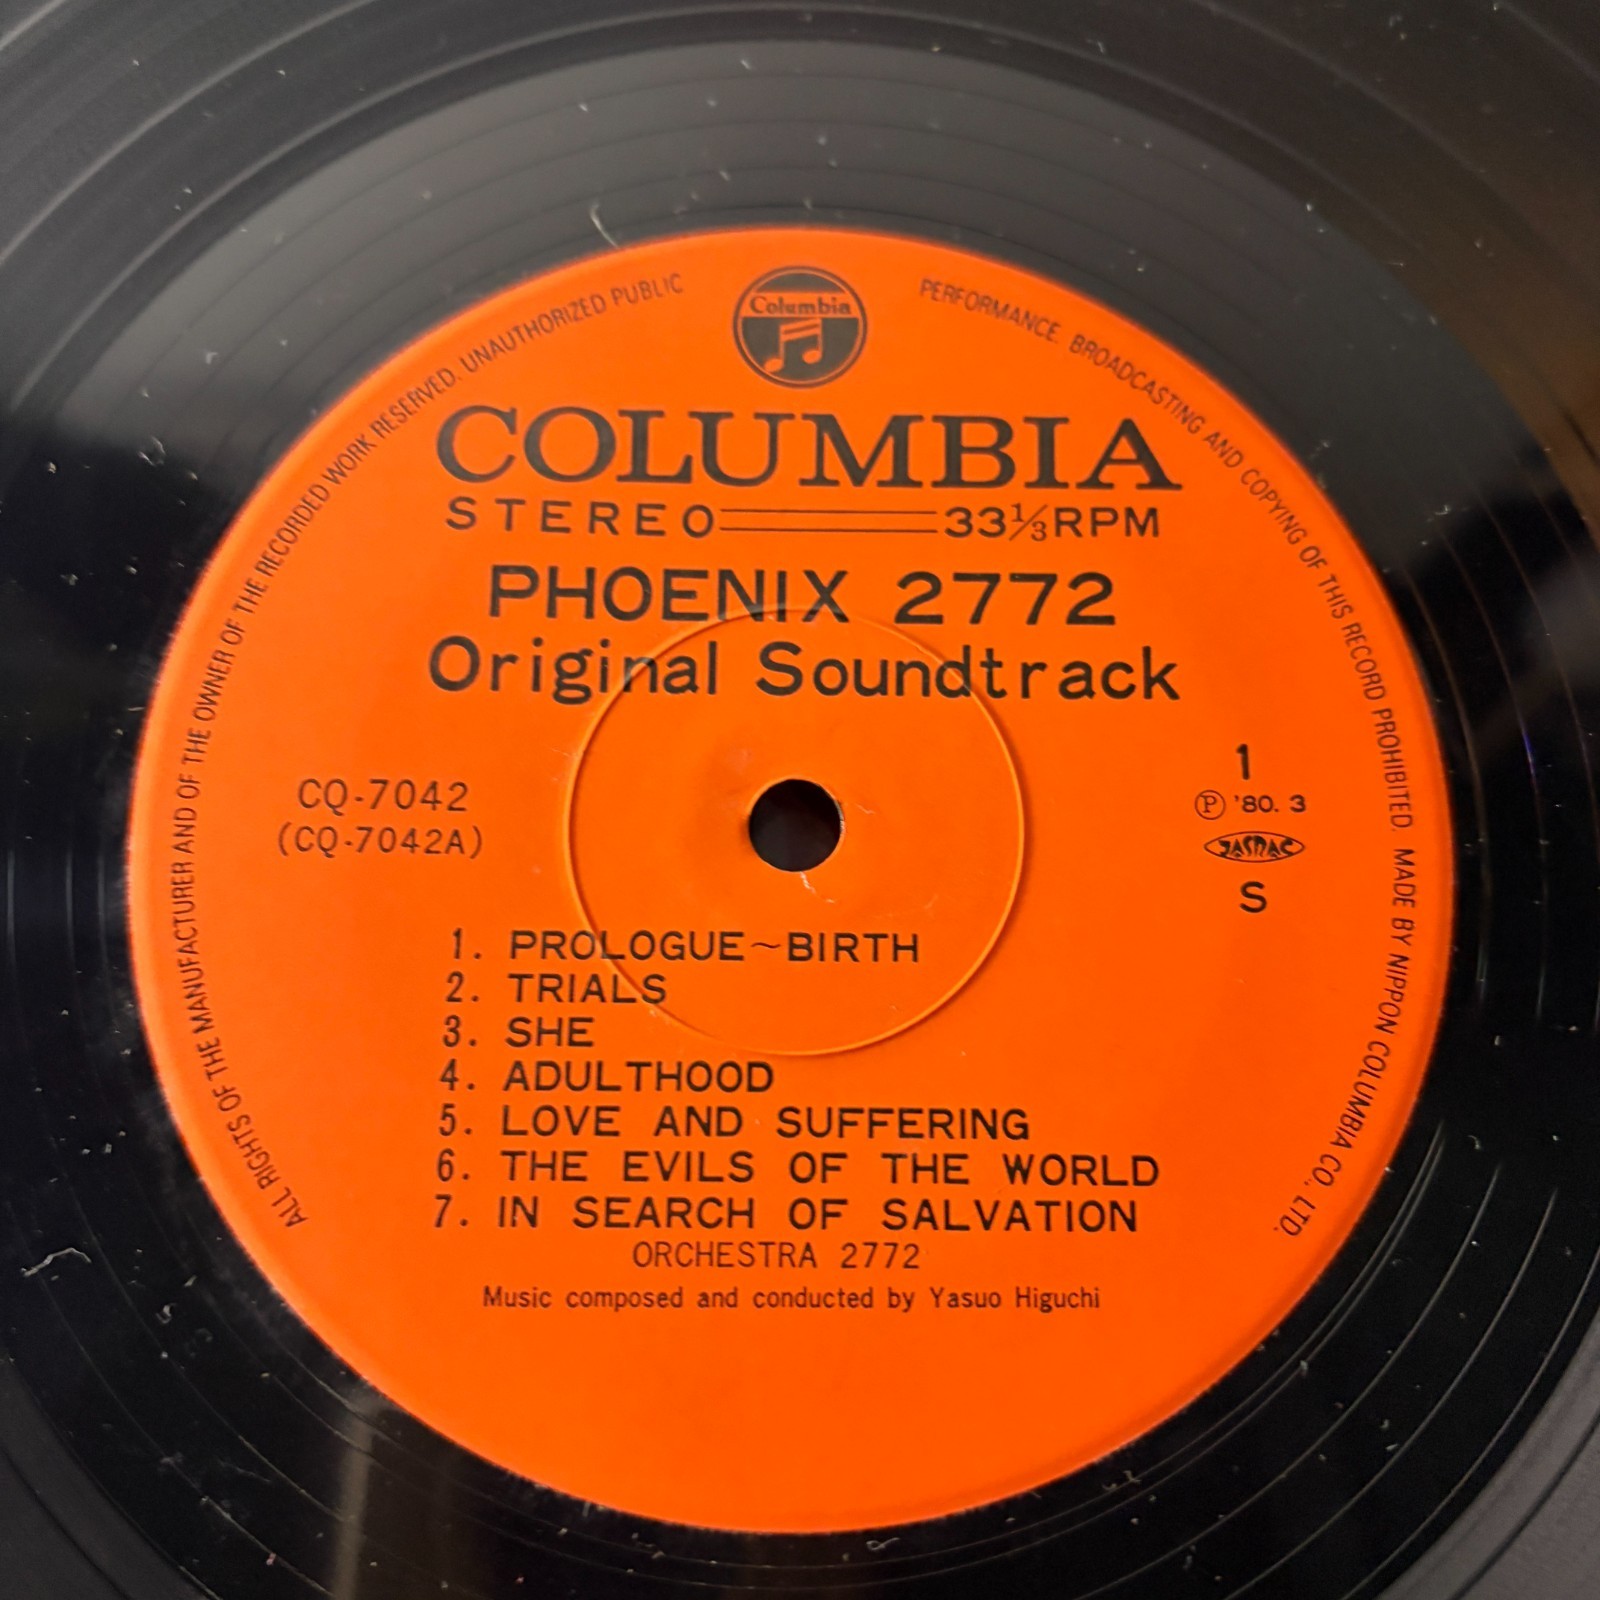 Columbia
COLUMBIA
STEREO 33 1/3 RPM
PHOENIX 2772
Original Soundtrack
CQ-7042
(CQ-7042A)
1
Ⓟ '80. 3
JASRAC
S
1. PROLOGUE~BIRTH
2. TRIALS
3. SHE
4. ADULTHOOD
5. LOVE AND SUFFERING
6. THE EVILS OF THE WORLD
7. IN SEARCH OF SALVATION
ORCHESTRA 2772
Music composed and conducted by Yasuo Higuchi
ALL RIGHTS OF THE MANUFACTURER AND OF THE OWNER OF THE RECORDED WORK RESERVED. UNAUTHORIZED PUBLIC PERFORMANCE. BROADCASTING AND COPYING OF THIS RECORD PROHIBITED. MADE BY NIPPON COLUMBIA CO., LTD.